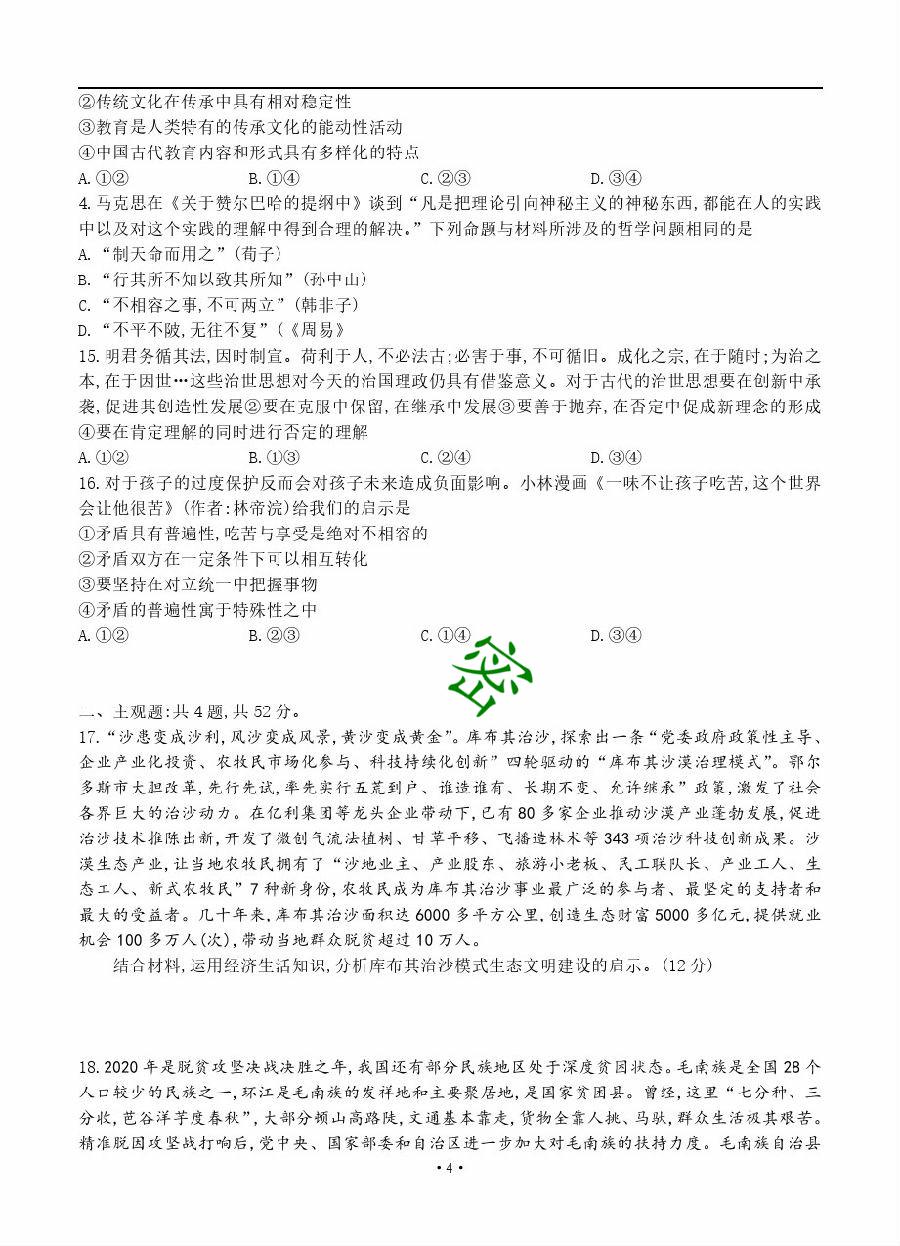 ②传统文化在传承中具有相对稳定性
③教育是人类特有的传承文化的能动性活动
④中国古代教育内容和形式具有多样化的特点
A.①② B.①④ C.②③ D.③④
4.马克思在《关于赞尔巴哈的提纲中》谈到“凡是把理论引向神秘主义的神秘东西,都能在人的实践
中以及对这个实践的理解中得到合理的解决。”下列命题与材料所涉及的哲学问题相同的是
A.“制天命而用之”(荀子)
B.“行其所不知以致其所知”(孙中山)
C.“不相容之事,不可两立”(韩非子)
D.“不平不陂,无往不复”(《周易》
15.明君务循其法,因时制宜。荷利于人,不必法古;必害于事,不可循旧。成化之宗,在于随时;为治之
本,在于因世…这些治世思想对今天的治国理政仍具有借鉴意义。对于古代的治世思想要在创新中承
袭,促进其创造性发展②要在克服中保留,在继承中发展③要善于抛弃,在否定中促成新理念的形成
④要在肯定理解的同时进行否定的理解
A.①② B.①③ C.②④ D.③④
16.对于孩子的过度保护反而会对孩子未来造成负面影响。小林漫画《一味不让孩子吃苦,这个世界
会让他很苦》(作者:林帝浣)给我们的启示是
①矛盾具有普遍性,吃苦与享受是绝对不相容的
②矛盾双方在一定条件下可以相互转化
③要坚持在对立统一中把握事物
④矛盾的普遍性寓于特殊性之中
A.①② B.②③ C.①④ D.③④
密
二、主观题:共4题,共52分。
17.“沙患变成沙利,风沙变成风景,黄沙变成黄金”。库布其治沙,探索出一条“党委政府政策性主导、
企业产业化投资、农牧民市场化参与、科技持续化创新”四轮驱动的“库布其沙漠治理模式”。鄂尔
多斯市大胆改革,先行先试,率先实行五荒到户、谁造谁有、长期不变、允许继承”政策,激发了社会
各界巨大的治沙动力。在亿利集团等龙头企业带动下,已有80多家企业推动沙漠产业蓬勃发展,促进
治沙技术推陈出新,开发了微创气流法植树、甘草平移、飞播造林术等343项治沙科技创新成果。沙
漠生态产业,让当地农牧民拥有了“沙地业主、产业股东、旅游小老板、民工联队长、产业工人、生
态工人、新式农牧民”7种新身份,农牧民成为库布其治沙事业最广泛的参与者、最坚定的支持者和
最大的受益者。几十年来,库布其治沙面积达6000多平方公里,创造生态财富5000多亿元,提供就业
机会100多万人(次),带动当地群众脱贫超过10万人。
结合材料,运用经济生活知识,分析库布其治沙模式生态文明建设的启示。(12分)
18.2020年是脱贫攻坚决战决胜之年,我国还有部分民族地区处于深度贫困状态。毛南族是全国28个
人口较少的民族之一,环江是毛南族的发祥地和主要聚居地,是国家贫困县。曾经,这里“七分种、三
分收,芭谷洋芋度春秋”,大部分倾山高路陡,交通基本靠走,货物全靠人挑、马驮,群众生活极其艰苦。
精准脱困攻坚战打响后,党中央、国家部委和自治区进一步加大对毛南族的扶持力度。毛南族自治县
·4·